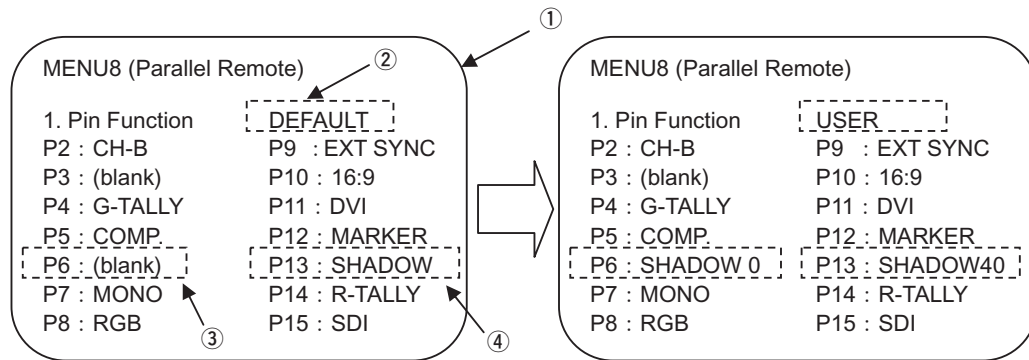 ①
②
MENU8 (Parallel Remote)
1. Pin Function DEFAULT
P2 : CH-B P9 : EXT SYNC
P3 : (blank) P10 : 16:9
P4 : G-TALLY P11 : DVI
P5 : COMP. P12 : MARKER
P6 : (blank) P13 : SHADOW
P7 : MONO P14 : R-TALLY
P8 : RGB P15 : SDI
③
④
MENU8 (Parallel Remote)
1. Pin Function USER
P2 : CH-B P9 : EXT SYNC
P3 : (blank) P10 : 16:9
P4 : G-TALLY P11 : DVI
P5 : COMP. P12 : MARKER
P6 : SHADOW 0 P13 : SHADOW40
P7 : MONO P14 : R-TALLY
P8 : RGB P15 : SDI